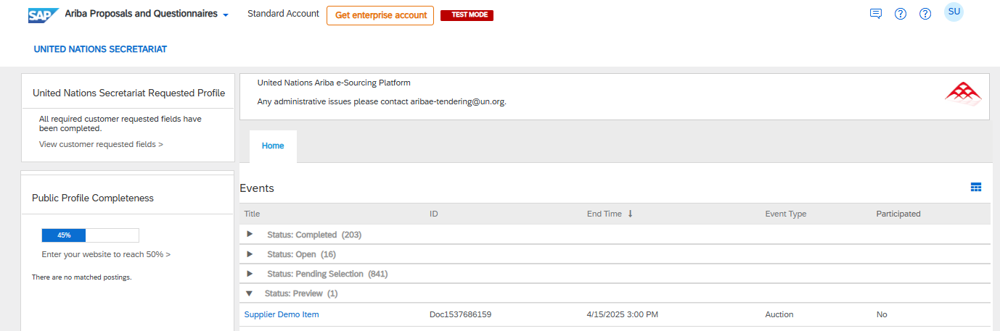 SAP Ariba Proposals and Questionnaires Standard Account Get enterprise account TEST MODE ? ? SU
UNITED NATIONS SECRETARIAT
United Nations Secretariat Requested Profile
All required customer requested fields have
been completed.
View customer requested fields >
Public Profile Completeness
45%
Enter your website to reach 50% >
There are no matched postings.
United Nations Ariba e-Sourcing Platform
Any administrative issues please contact aribae-tendering@un.org.
Home
Events
Title ID End Time ↓ Event Type Participated
► Status: Completed (203)
► Status: Open (16)
► Status: Pending Selection (841)
▼ Status: Preview (1)
Supplier Demo Item Doc1537686159 4/15/2025 3:00 PM Auction No